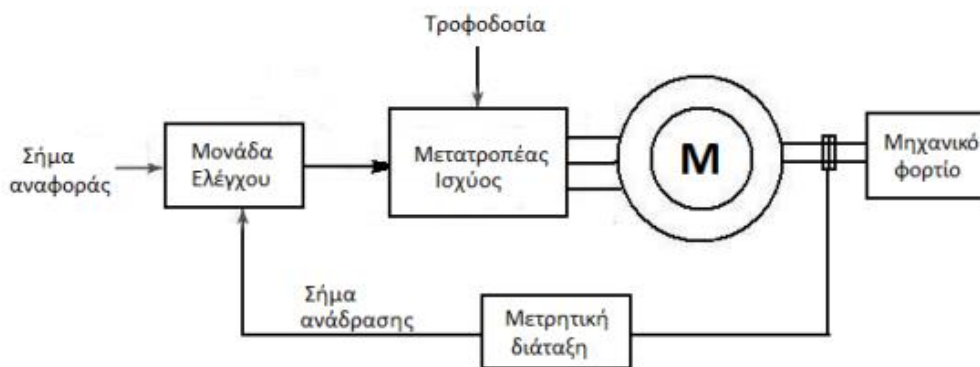 Τροφοδοσία
Σήμα
αναφοράς
Μονάδα
Ελέγχου
Μετατροπέας
Ισχύος
M
Μηχανικό
φορτίο
Σήμα
ανάδρασης
Μετρητική
διάταξη